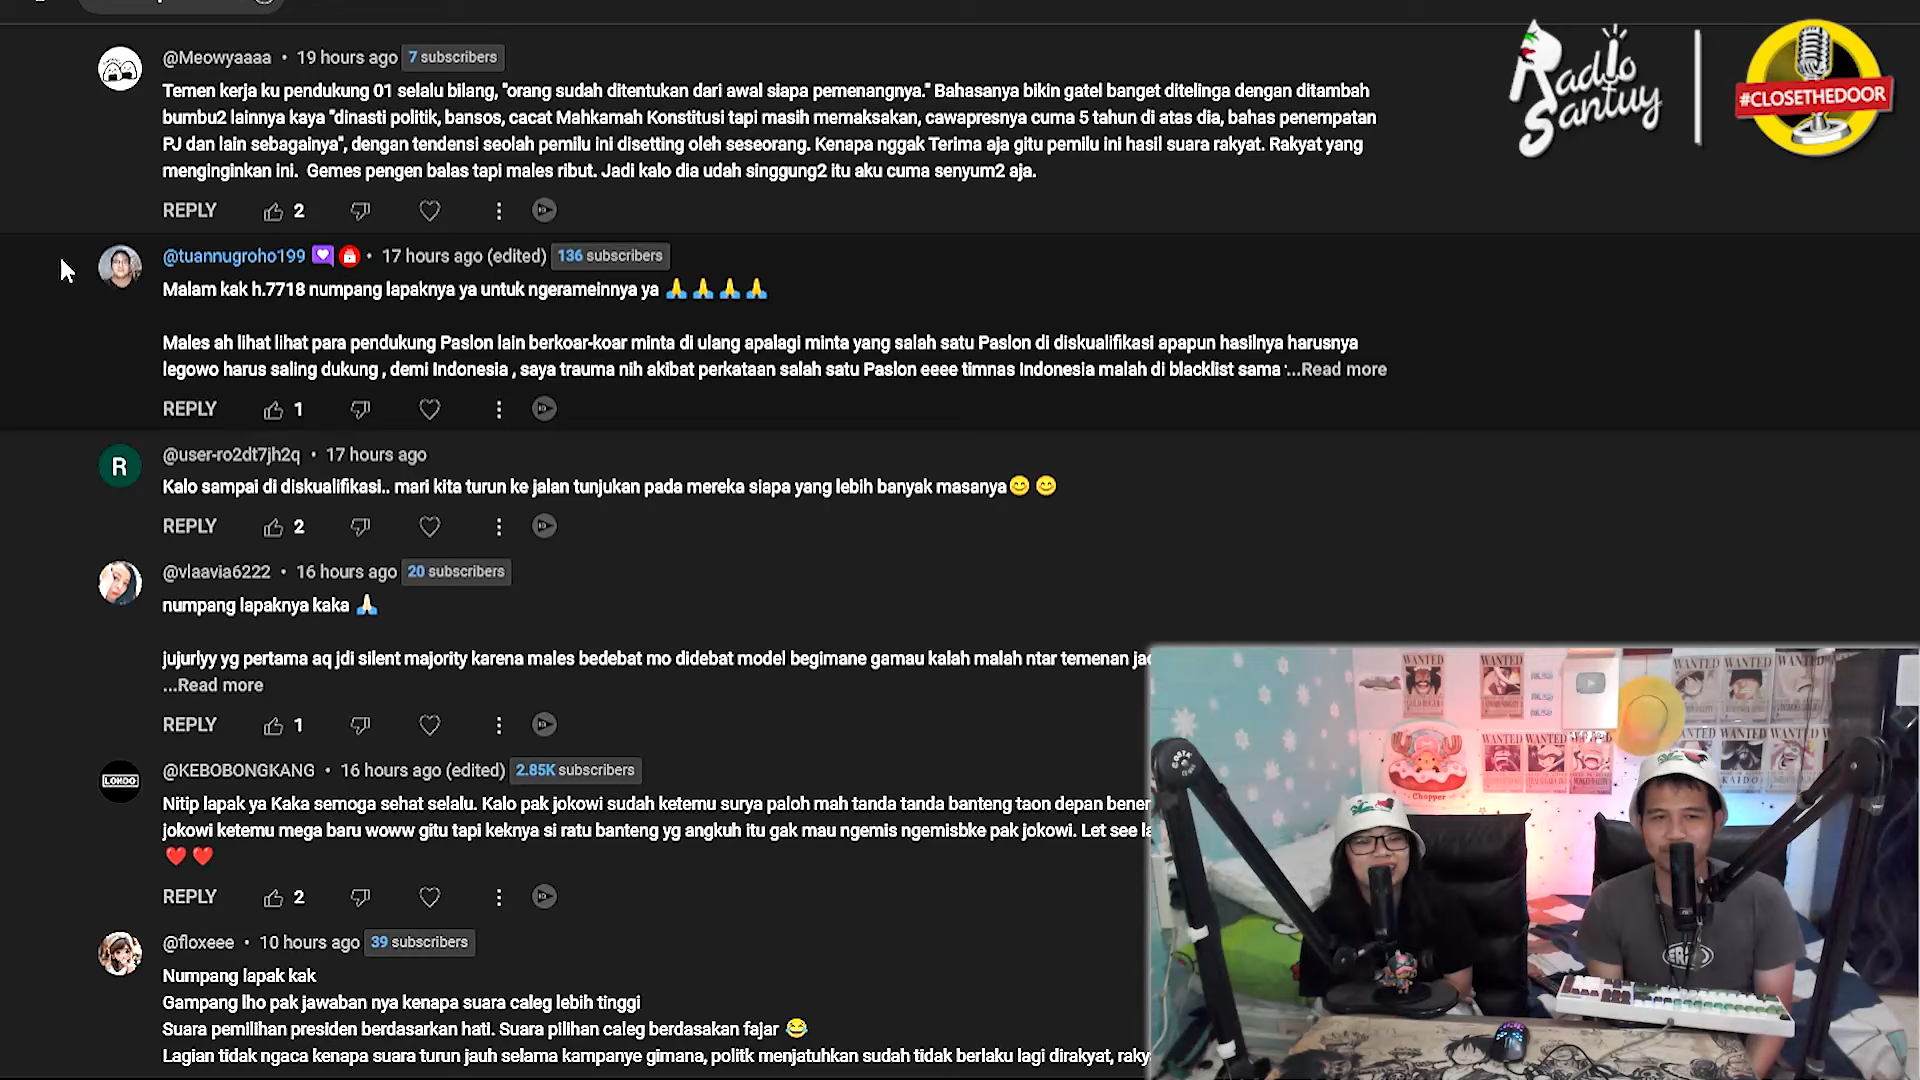 @Meowyaaaa • 19 hours ago 7 subscribers
Temen kerja ku pendukung 01 selalu bilang, "orang sudah ditentukan dari awal siapa pemenangnya." Bahasanya bikin gatel banget ditelinga dengan ditambah
bumbu2 lainnya kaya "dinasti politik, bansos, cacat Mahkamah Konstitusi tapi masih memaksakan, cawapresnya cuma 5 tahun di atas dia, bahas penempatan
PJ dan lain sebagainya", dengan tendensi seolah pemilu ini disetting oleh seseorang. Kenapa nggak Terima aja gitu pemilu ini hasil suara rakyat. Rakyat yang
menginginkan ini. Gemes pengen balas tapi males ribut. Jadi kalo dia udah singgung2 itu aku cuma senyum2 aja.
REPLY 2
Radio
Santuy
#CLOSETHEDOOR
@tuannugroho199 • 17 hours ago (edited) 136 subscribers
Malam kak h.7718 numpang lapaknya ya untuk ngerameinnya ya 🙏 🙏 🙏 🙏
Males ah lihat lihat para pendukung Paslon lain berkoar-koar minta di ulang apalagi minta yang salah satu Paslon di diskualifikasi apapun hasilnya harusnya
legowo harus saling dukung , demi Indonesia , saya trauma nih akibat perkataan salah satu Paslon eeee timnas Indonesia malah di blacklist sama ...Read more
REPLY 1
R
@user-ro2dt7jh2q • 17 hours ago
Kalo sampai di diskualifikasi.. mari kita turun ke jalan tunjukan pada mereka siapa yang lebih banyak masanya😊 😊
REPLY 2
@vlaavia6222 • 16 hours ago 20 subscribers
numpang lapaknya kaka 🙏
jujurlyy yg pertama aq jdi silent majority karena males bedebat mo didebat model begimane gamau kalah malah ntar temenan
...Read more
REPLY 1
LONDO
@KEBOBONGKANG • 16 hours ago (edited) 2.85K subscribers
Nitip lapak ya Kaka semoga sehat selalu. Kalo pak jokowi sudah ketemu surya paloh mah tanda tanda banteng taon depan
jokowi ketemu mega baru woww gitu tapi keknya si ratu banteng yg angkuh itu gak mau ngemis ngemisbke pak jokowi. Let see
❤️ ❤️
REPLY 2
@floxeee • 10 hours ago 39 subscribers
Numpang lapak kak
Gampang lho pak jawaban nya kenapa suara caleg lebih tinggi
Suara pemilihan presiden berdasarkan hati. Suara pilihan caleg berdasakan fajar 😂
Lagian tidak ngaca kenapa suara turun jauh selama kampanye gimana, politk menjatuhkan sudah tidak berlaku lagi dirakyat,
WANTED
WANTED
WANTED
WANTED
WANTED
WANTED
WANTED
Chopper
KAIDO